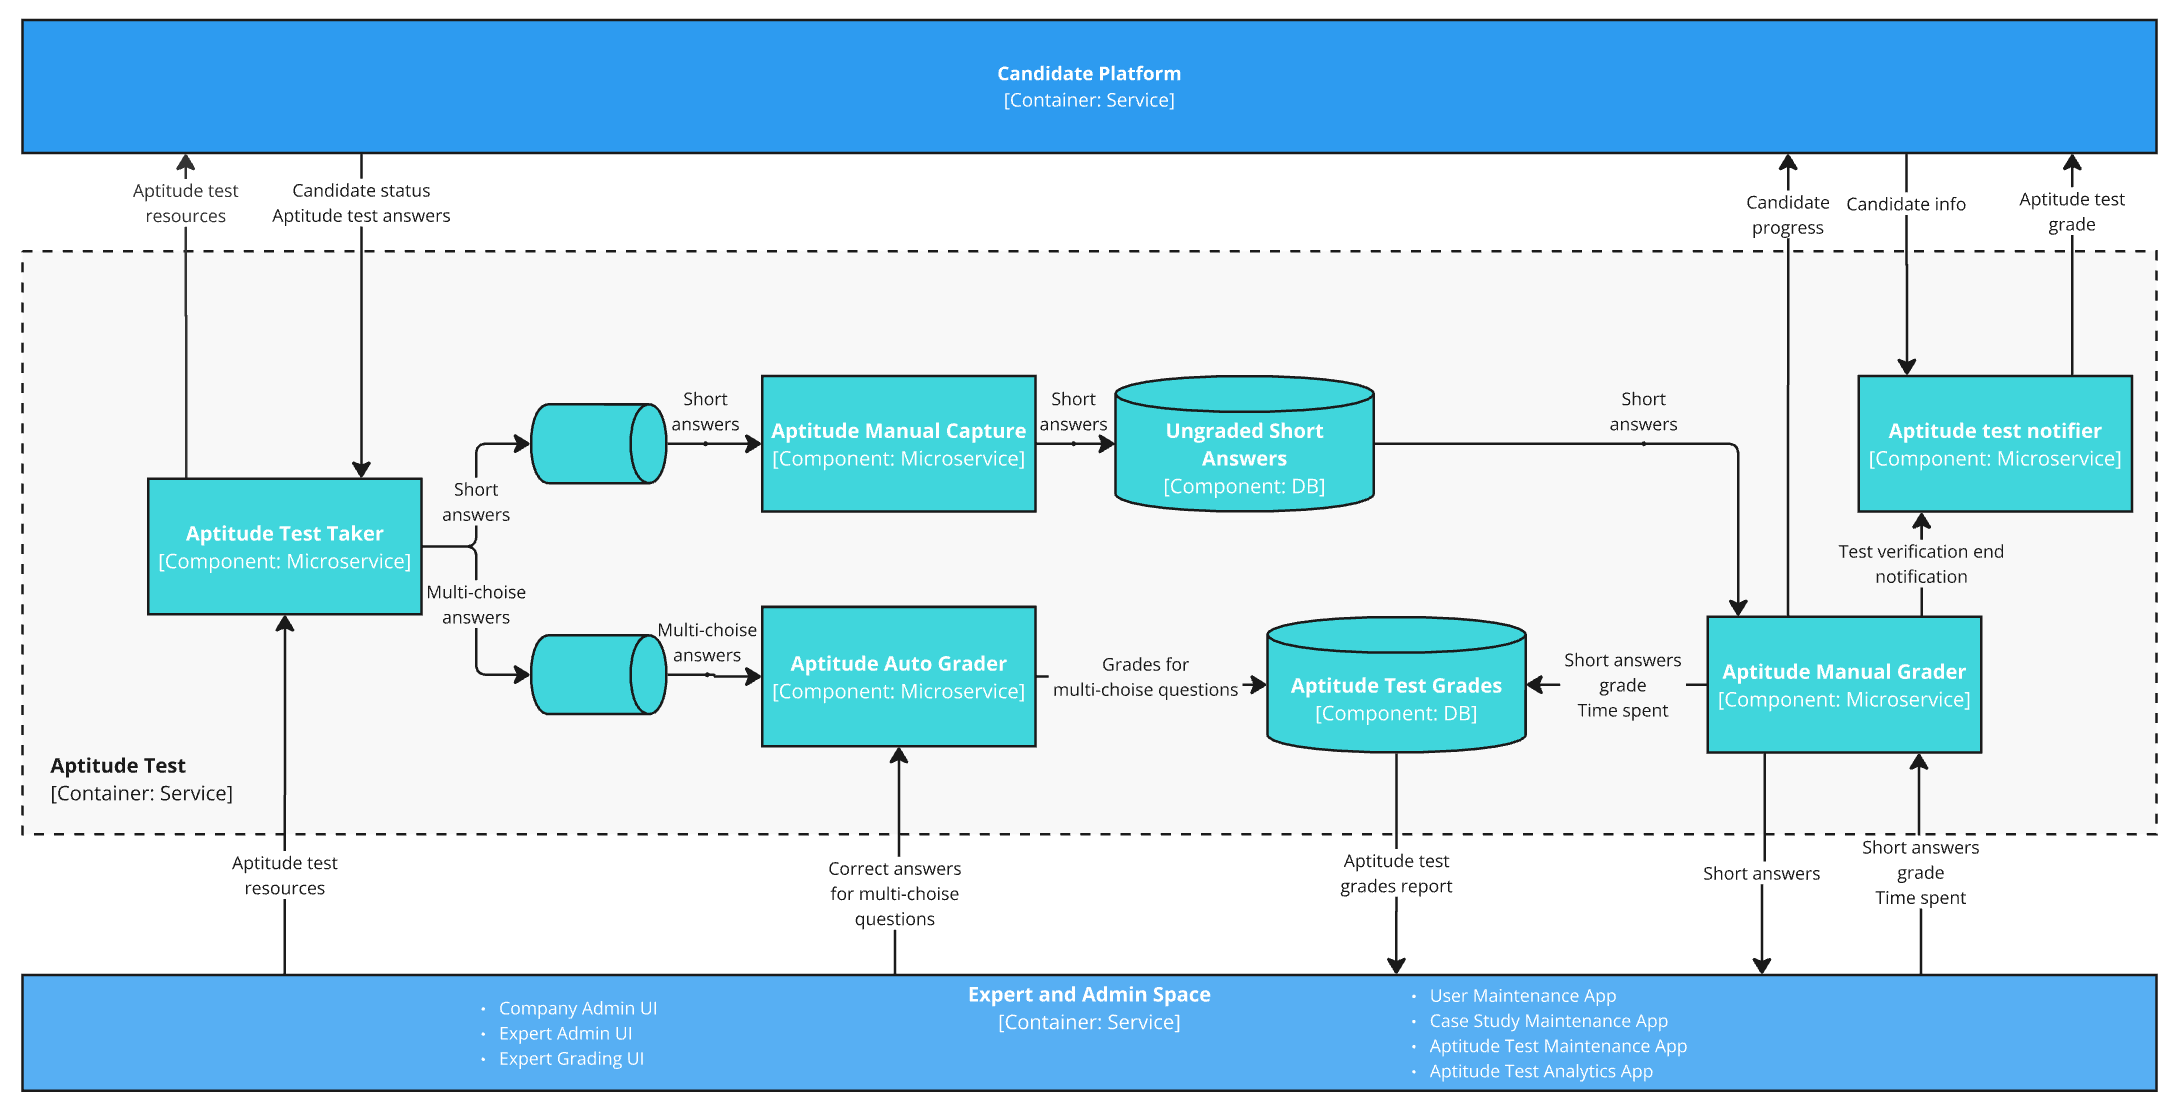 Candidate Platform
[Container: Service]
Aptitude test
resources
Candidate status
Aptitude test answers
Candidate
progress
Candidate info
Aptitude test
grade
Short
answers
Aptitude Manual Capture
[Component: Microservice]
Short
answers
Ungraded Short
Answers
[Component: DB]
Short
answers
Aptitude test notifier
[Component: Microservice]
Aptitude Test Taker
[Component: Microservice]
Short
answers
Multi-choise
answers
Multi-choise
answers
Aptitude Auto Grader
[Component: Microservice]
Grades for
multi-choise questions
Aptitude Test Grades
[Component: DB]
Short answers
grade
Time spent
Test verification end
notification
Aptitude Manual Grader
[Component: Microservice]
Aptitude Test
[Container: Service]
Aptitude test
resources
Correct answers
for multi-choise
questions
Aptitude test
grades report
Short answers
Short answers
grade
Time spent
Expert and Admin Space
[Container: Service]
• Company Admin UI
• Expert Admin UI
• Expert Grading UI
• User Maintenance App
• Case Study Maintenance App
• Aptitude Test Maintenance App
• Aptitude Test Analytics App